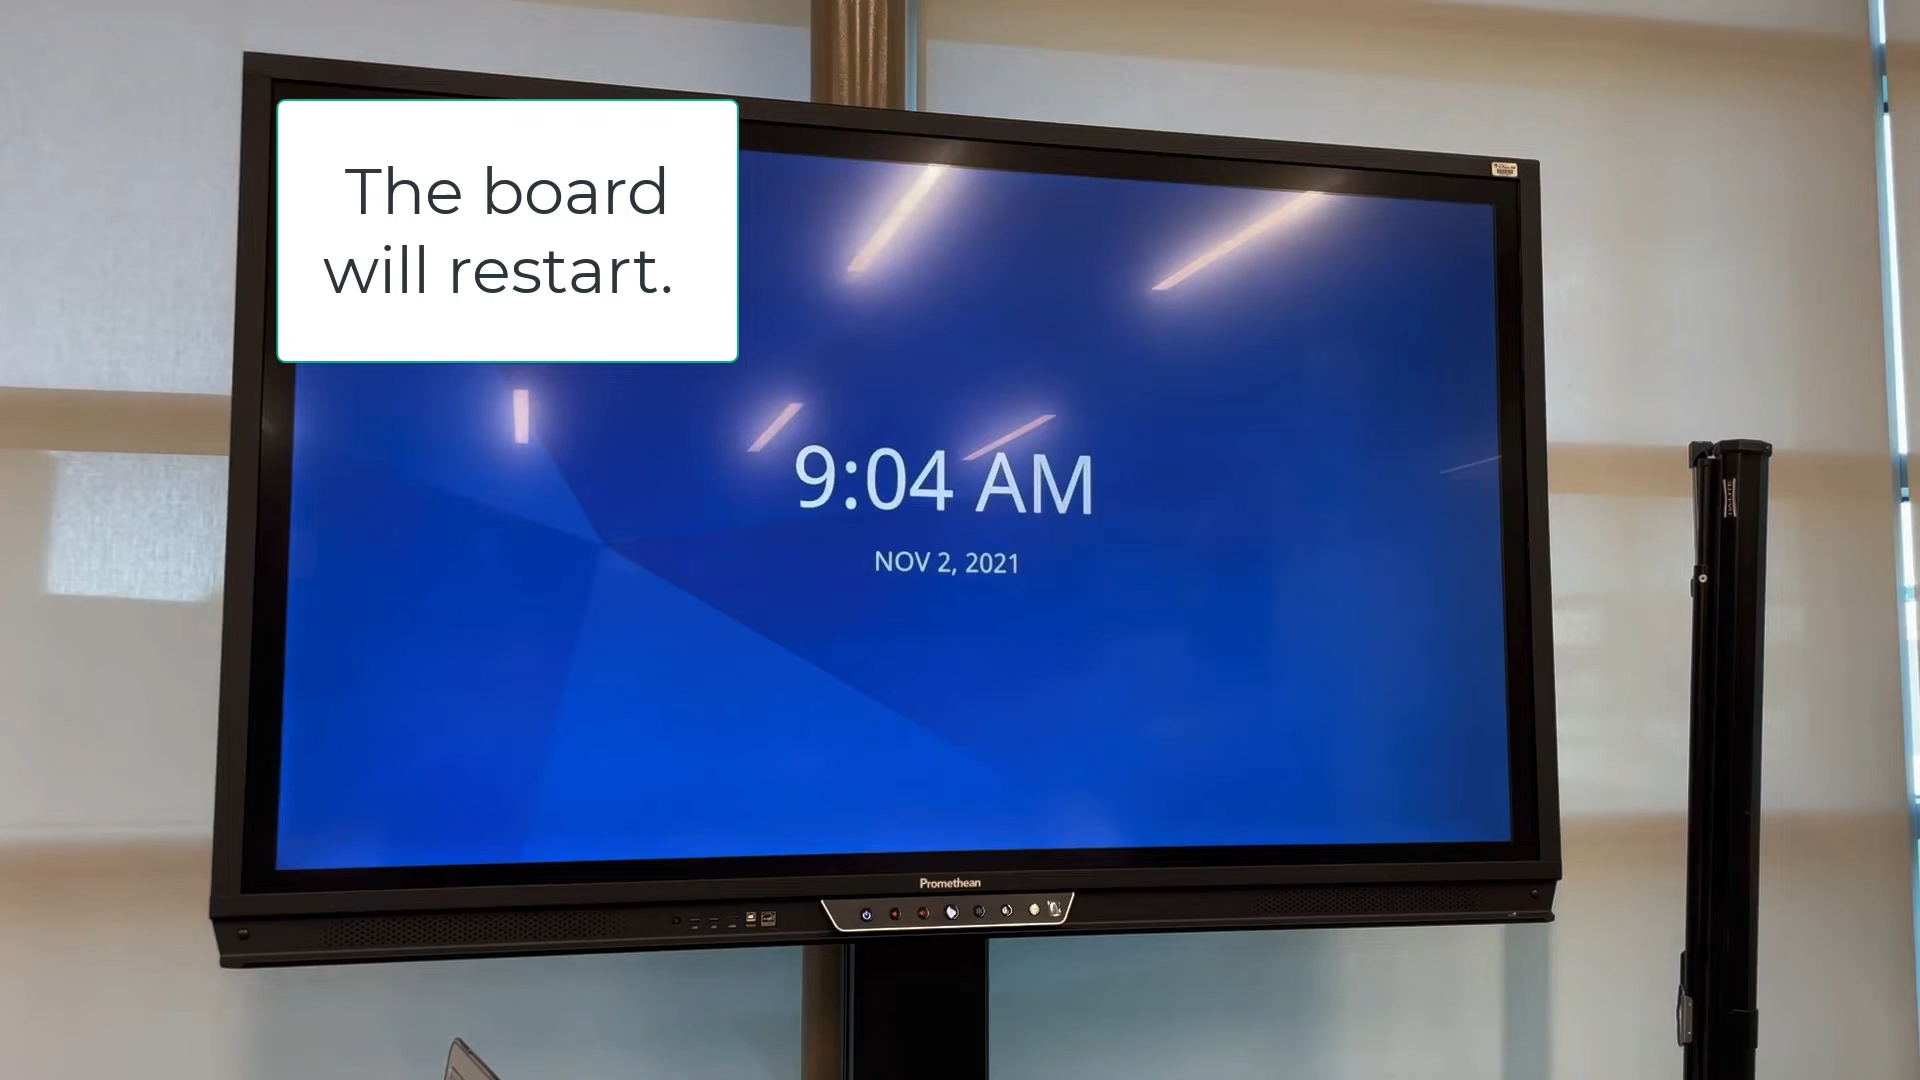 The board
will restart.
9:04 AM
NOV 2, 2021
Promethean